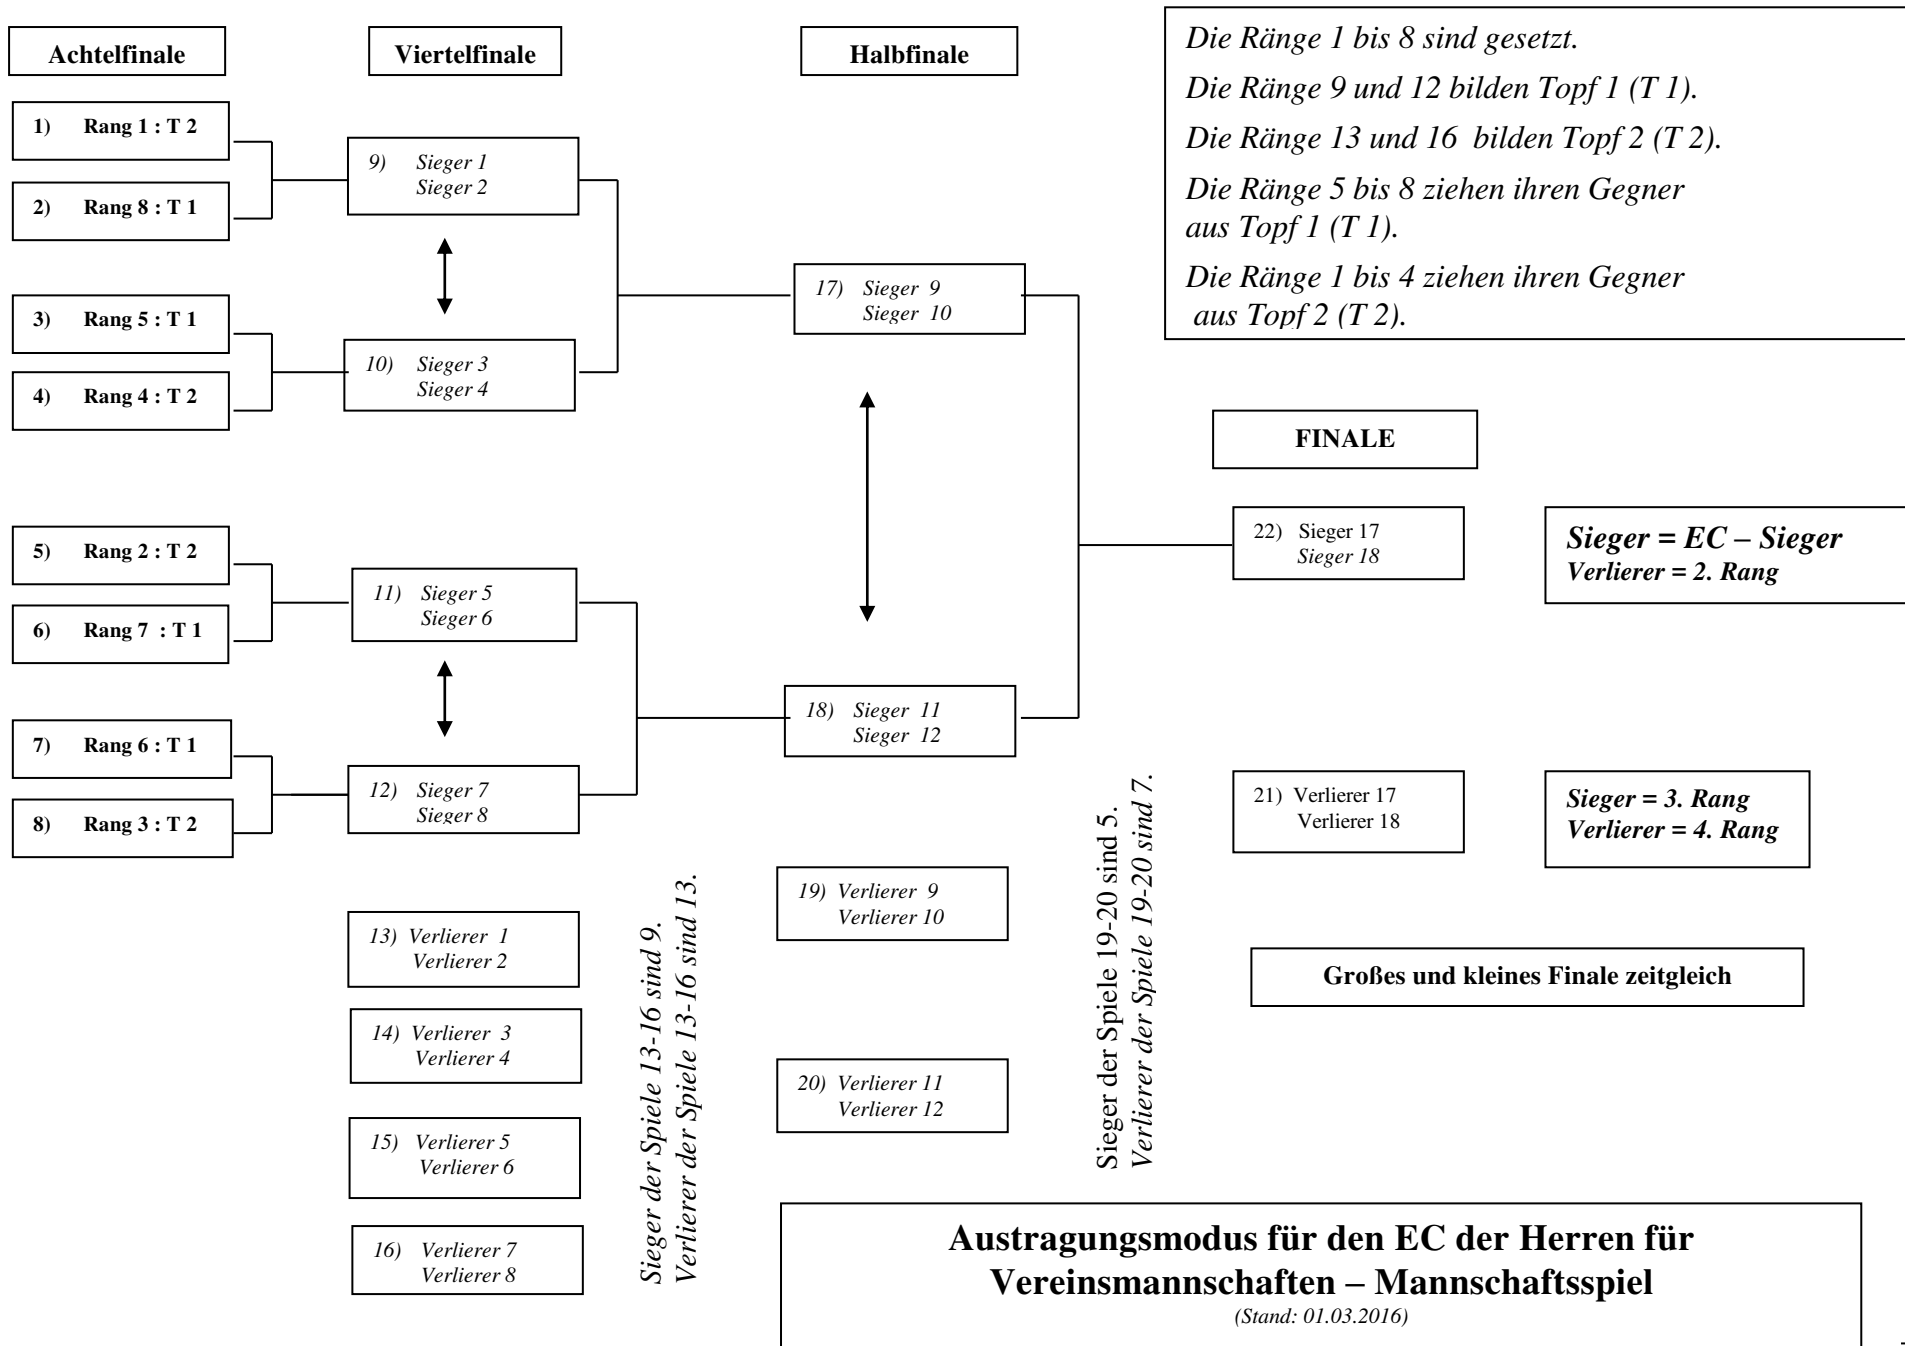 Achtelfinale
Viertelfinale
Halbfinale
Die Ränge 1 bis 8 sind gesetzt.
Die Ränge 9 und 12 bilden Topf 1 (T 1).
Die Ränge 13 und 16 bilden Topf 2 (T 2).
Die Ränge 5 bis 8 ziehen ihren Gegner
aus Topf 1 (T 1).
Die Ränge 1 bis 4 ziehen ihren Gegner
aus Topf 2 (T 2).
1) Rang 1 : T 2
2) Rang 8 : T 1
3) Rang 5 : T 1
4) Rang 4 : T 2
5) Rang 2 : T 2
6) Rang 7 : T 1
7) Rang 6 : T 1
8) Rang 3 : T 2
9) Sieger 1
Sieger 2
10) Sieger 3
Sieger 4
11) Sieger 5
Sieger 6
12) Sieger 7
Sieger 8
13) Verlierer 1
Verlierer 2
14) Verlierer 3
Verlierer 4
15) Verlierer 5
Verlierer 6
16) Verlierer 7
Verlierer 8
Sieger der Spiele 13-16 sind 9.
Verlierer der Spiele 13-16 sind 13.
17) Sieger 9
Sieger 10
18) Sieger 11
Sieger 12
19) Verlierer 9
Verlierer 10
20) Verlierer 11
Verlierer 12
Sieger der Spiele 19-20 sind 5.
Verlierer der Spiele 19-20 sind 7.
FINALE
22) Sieger 17
Sieger 18
Sieger = EC – Sieger
Verlierer = 2. Rang
21) Verlierer 17
Verlierer 18
Sieger = 3. Rang
Verlierer = 4. Rang
Großes und kleines Finale zeitgleich
Austragungsmodus für den EC der Herren für
Vereinsmannschaften – Mannschaftsspiel
(Stand: 01.03.2016)